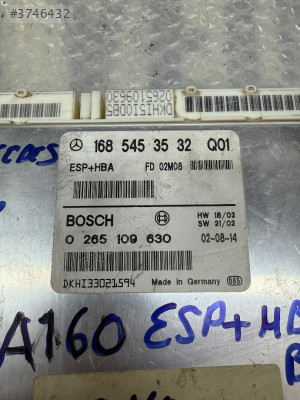 #3746432
0265109630
DKHI5I00B5
168 545 35 32 Q01
ESP+HBA FD 02M08
BOSCH HW 18/02
SW 21/02
0 265 109 630 02-08-14
DKHI33021594 Made in Germany
A160 ESP+HB